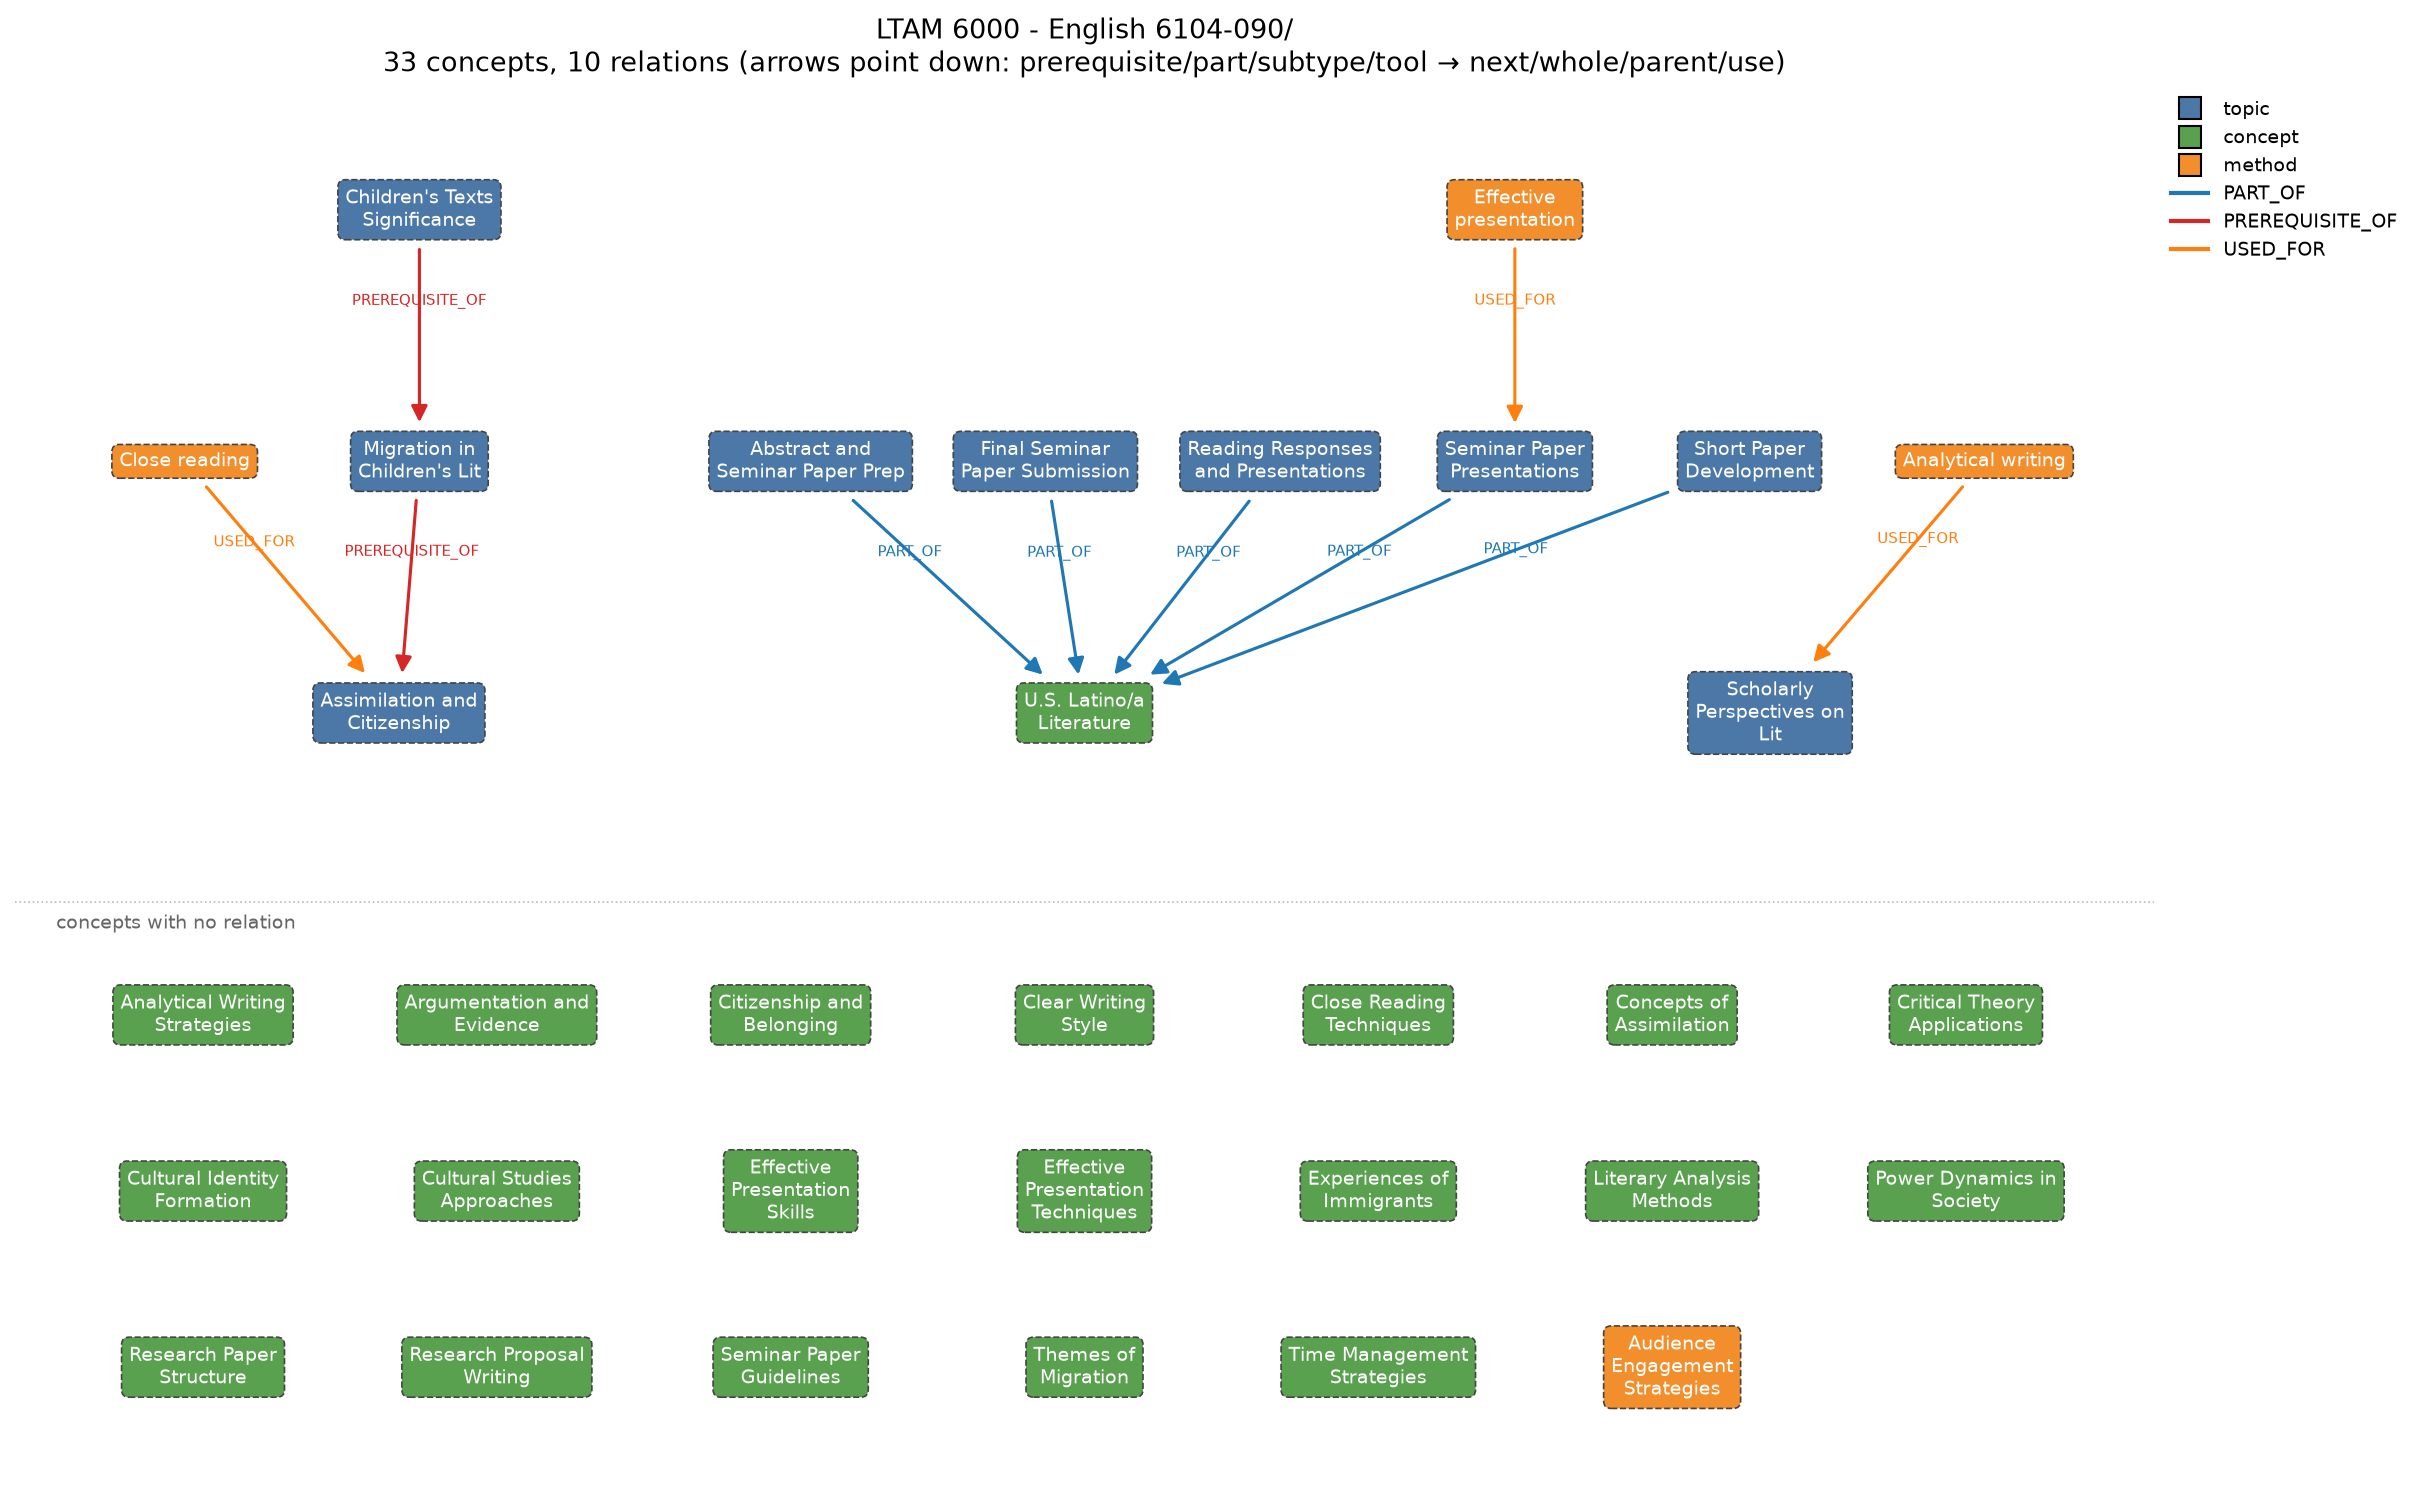 LTAM 6000 - English 6104-090/
33 concepts, 10 relations (arrows point down: prerequisite/part/subtype/tool → next/whole/parent/use)
topic
concept
method
PART_OF
PREREQUISITE_OF
USED_FOR
Children's Texts
Significance
Effective
presentation
PREREQUISITE_OF
USED_FOR
Close reading
Migration in
Children's Lit
Abstract and
Seminar Paper Prep
Final Seminar
Paper Submission
Reading Responses
and Presentations
Seminar Paper
Presentations
Short Paper
Development
Analytical writing
USED_FOR
PREREQUISITE_OF
PART_OF
PART_OF
PART_OF
PART_OF
PART_OF
USED_FOR
Assimilation and
Citizenship
U.S. Latino/a
Literature
Scholarly
Perspectives on
Lit
concepts with no relation
Analytical Writing
Strategies
Argumentation and
Evidence
Citizenship and
Belonging
Clear Writing
Style
Close Reading
Techniques
Concepts of
Assimilation
Critical Theory
Applications
Cultural Identity
Formation
Cultural Studies
Approaches
Effective
Presentation
Skills
Effective
Presentation
Techniques
Experiences of
Immigrants
Literary Analysis
Methods
Power Dynamics in
Society
Research Paper
Structure
Research Proposal
Writing
Seminar Paper
Guidelines
Themes of
Migration
Time Management
Strategies
Audience
Engagement
Strategies